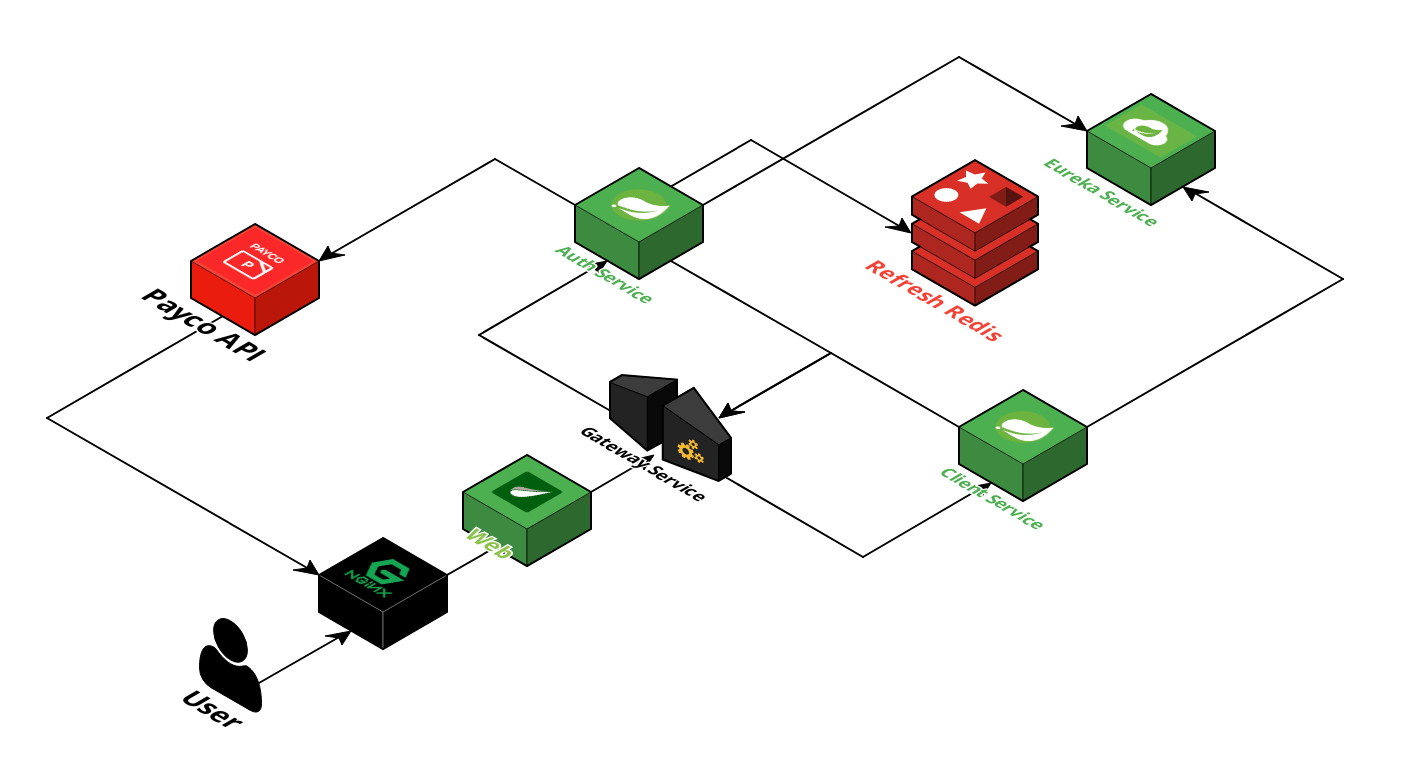 Eureka Service
PAYCO
P
Auth Service
Refresh Redis
Payco API
Gateway Service
Client Service
Web
NGINX
User